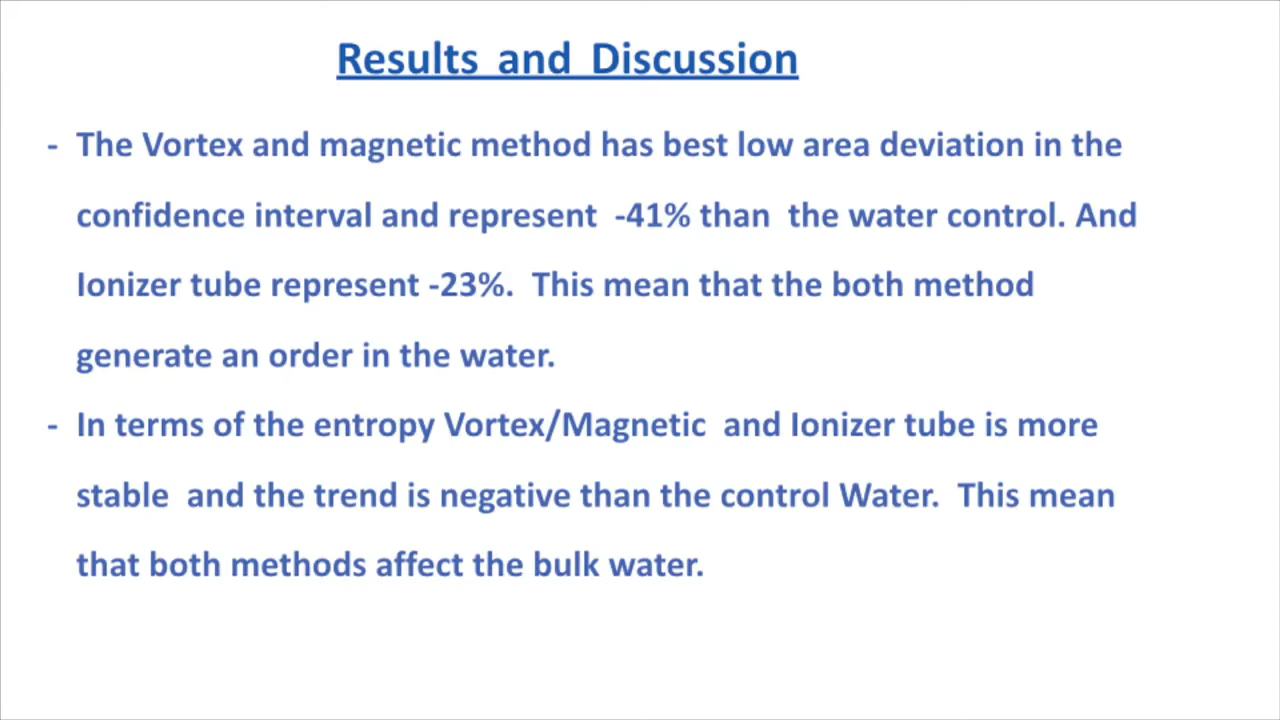 Results and Discussion
- The Vortex and magnetic method has best low area deviation in the
confidence interval and represent -41% than the water control. And
Ionizer tube represent -23%. This mean that the both method
generate an order in the water.
- In terms of the entropy Vortex/Magnetic and Ionizer tube is more
stable and the trend is negative than the control Water. This mean
that both methods affect the bulk water.